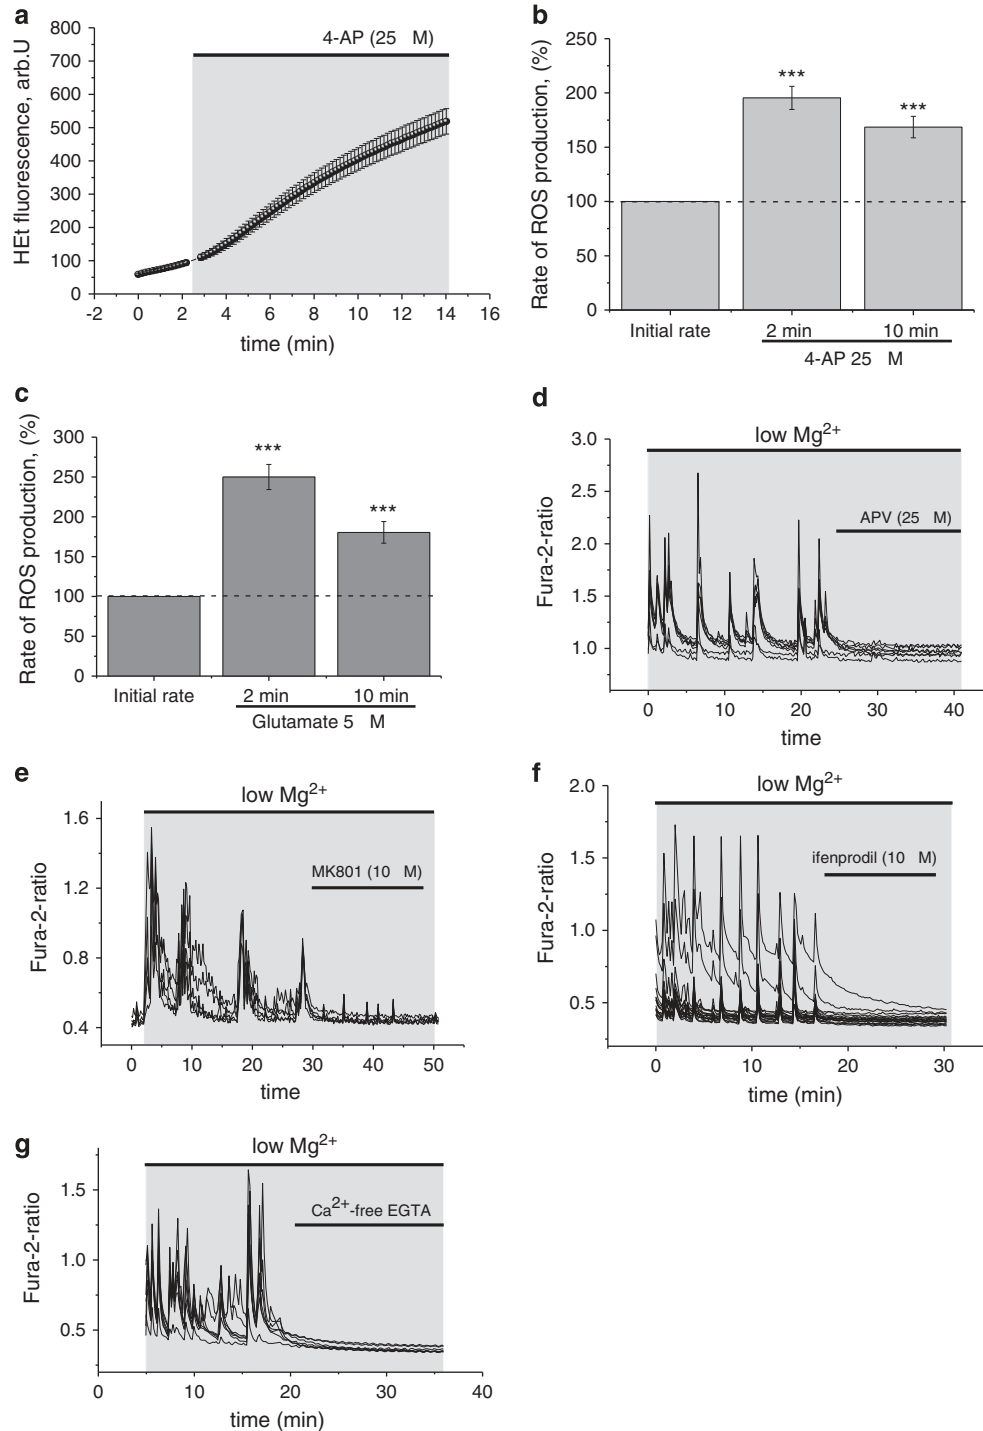 a
HEt fluorescence, arb.U
800
700
600
500
400
300
200
100
0
4-AP (25 M)
-2 0 2 4 6 8 10 12 14 16
time (min)
b
Rate of ROS production, (%)
250
200
150
100
50
0
*** ***
Initial rate 2 min 10 min
4-AP 25 M
c
Rate of ROS production, (%)
300
250
200
150
100
50
0
*** ***
Initial rate 2 min 10 min
Glutamate 5 M
d
Fura-2-ratio
low Mg2+
3.0
2.5
2.0
1.5
1.0
APV (25 M)
0 10 20 30 40
time
e
Fura-2-ratio
low Mg2+
1.6
1.2
0.8
0.4
MK801 (10 M)
0 10 20 30 40 50
time
f
Fura-2-ratio
low Mg2+
2.0
1.5
1.0
0.5
ifenprodil (10 M)
0 10 20 30
time (min)
g
Fura-2-ratio
low Mg2+
1.5
1.0
0.5
Ca2+-free EGTA
0 10 20 30 40
time (min)